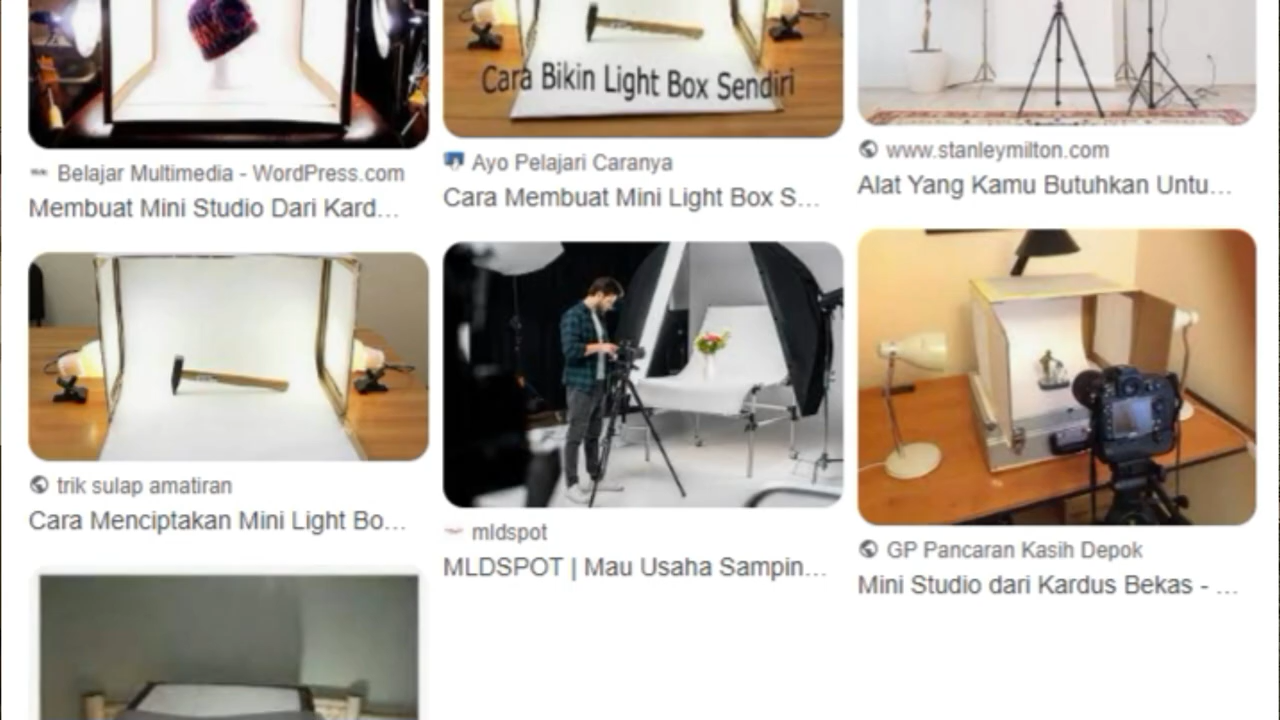 Cara Bikin Light Box Sendiri
Belajar Multimedia - WordPress.com
Membuat Mini Studio Dari Kard...
Ayo Pelajari Caranya
Cara Membuat Mini Light Box S...
www.stanleymilton.com
Alat Yang Kamu Butuhkan Untu...
trik sulap amatiran
Cara Menciptakan Mini Light Bo...
mldspot
MLDSPOT | Mau Usaha Sampin...
GP Pancaran Kasih Depok
Mini Studio dari Kardus Bekas - ...